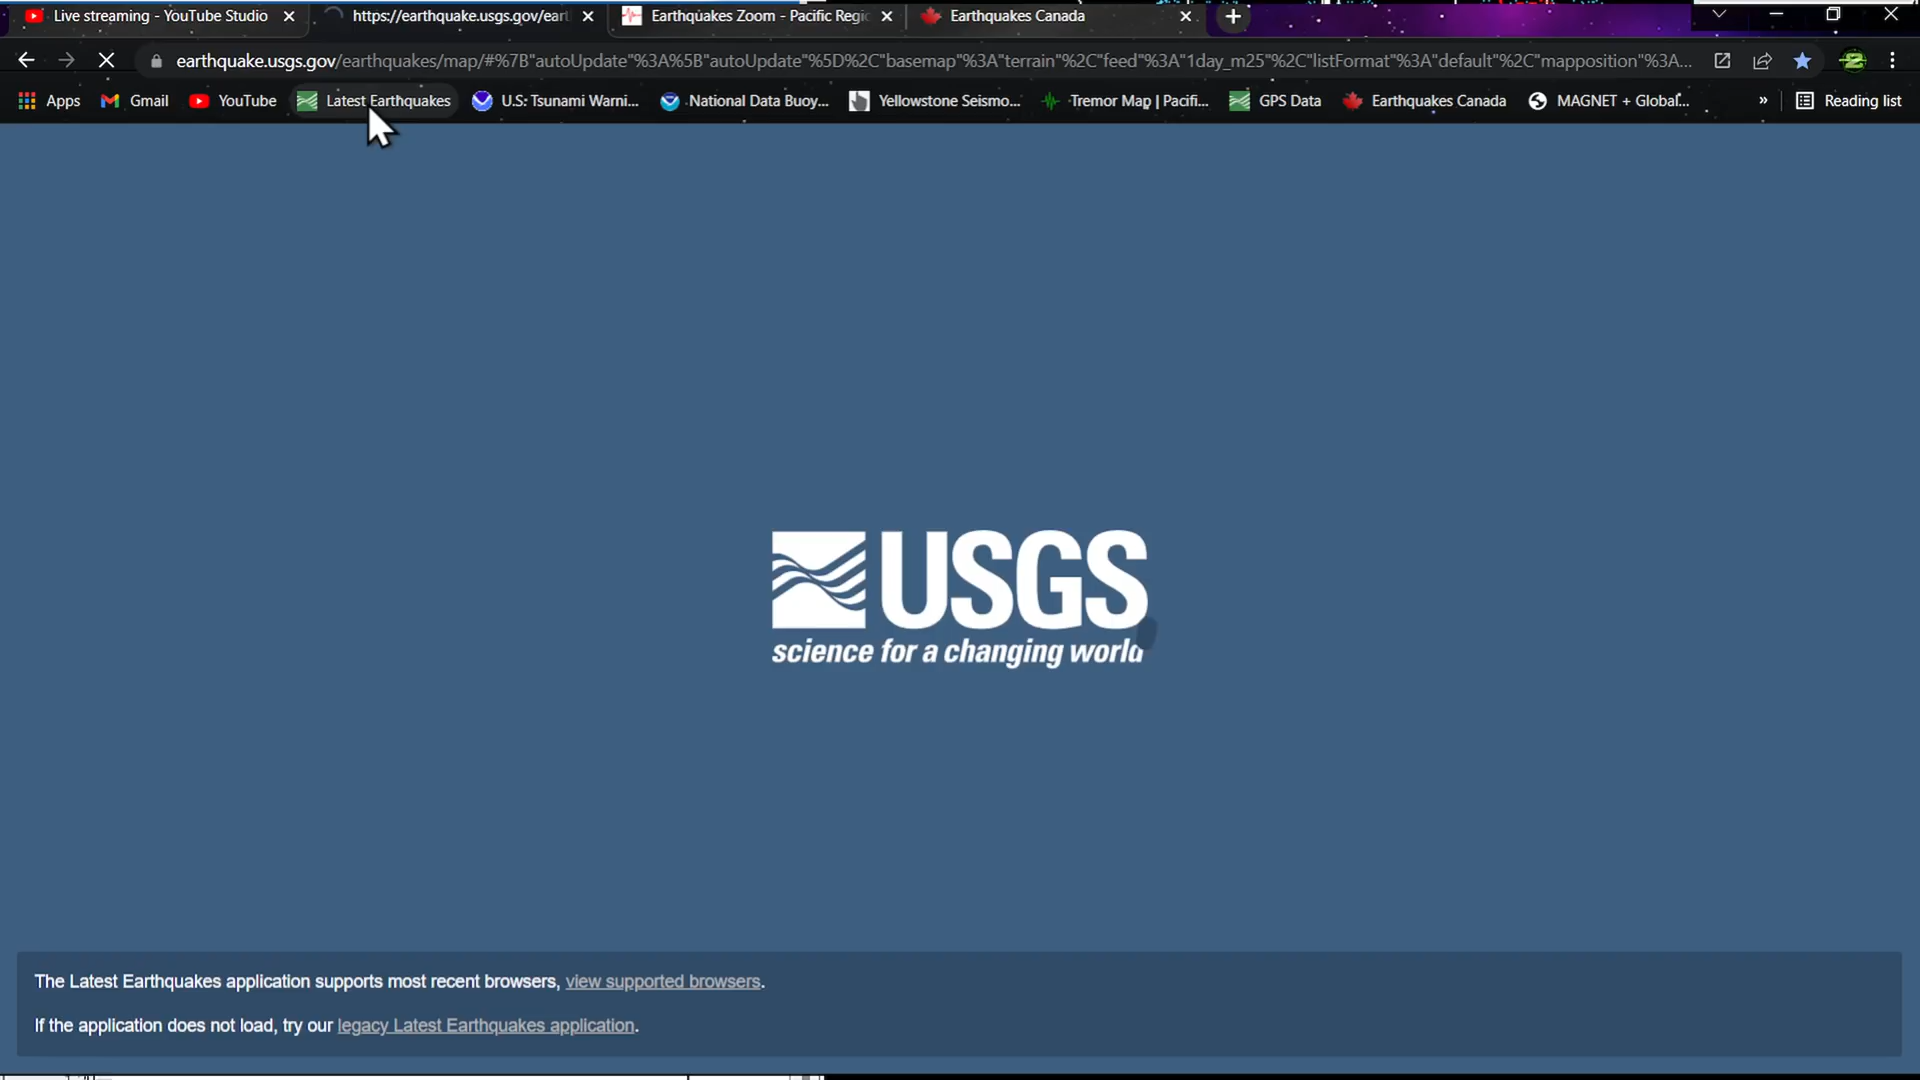 Live streaming - YouTube Studio
https://earthquake.usgs.gov/eart
Earthquakes Zoom - Pacific Regi
Earthquakes Canada
earthquake.usgs.gov/earthquakes/map/#%7B"autoUpdate"%3A%5B"autoUpdate"%5D%2C"basemap"%3A"terrain"%2C"feed"%3A"1day_m25"%2C"listFormat"%3A"default"%2C"mapposition"%3A...
Apps
Gmail
YouTube
Latest Earthquakes
U.S: Tsunami Warni...
National Data Buoy...
Yellowstone Seismo...
Tremor Map | Pacifi...
GPS Data
Earthquakes Canada
MAGNET + Global...
»
Reading list
USGS
science for a changing world
The Latest Earthquakes application supports most recent browsers, view supported browsers.
If the application does not load, try our legacy Latest Earthquakes application.